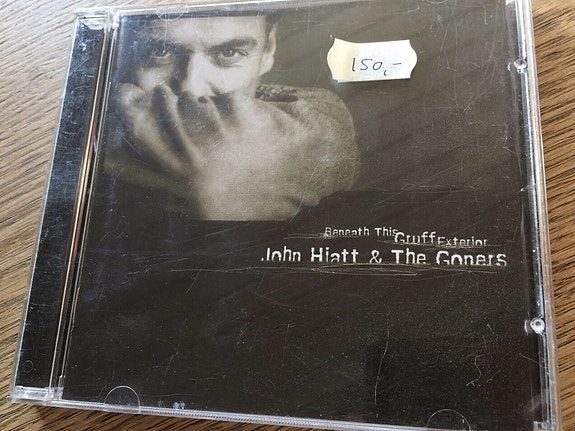 150,-
Beneath This Gruff Exterior
John Hiatt & The Goners